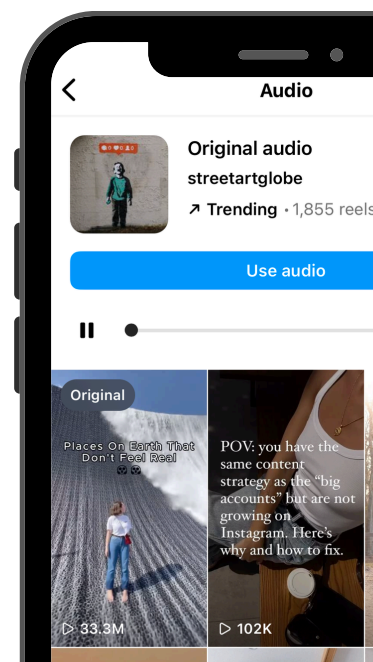 Audio
Original audio
streetartglobe
Trending • 1,855 reels
Use audio
Original
Places On Earth That
Don't Feel Real
33.3M
POV: you have the
same content
strategy as the “big
accounts” but are not
growing on
Instagram. Here’s
why and how to fix.
102K